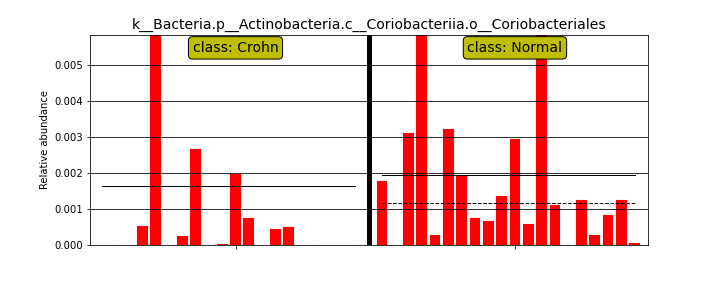 k__Bacteria.p__Actinobacteria.c__Coriobacteriia.o__Coriobacteriales
class: Crohn
class: Normal
Relative abundance
0.005
0.004
0.003
0.002
0.001
0.000